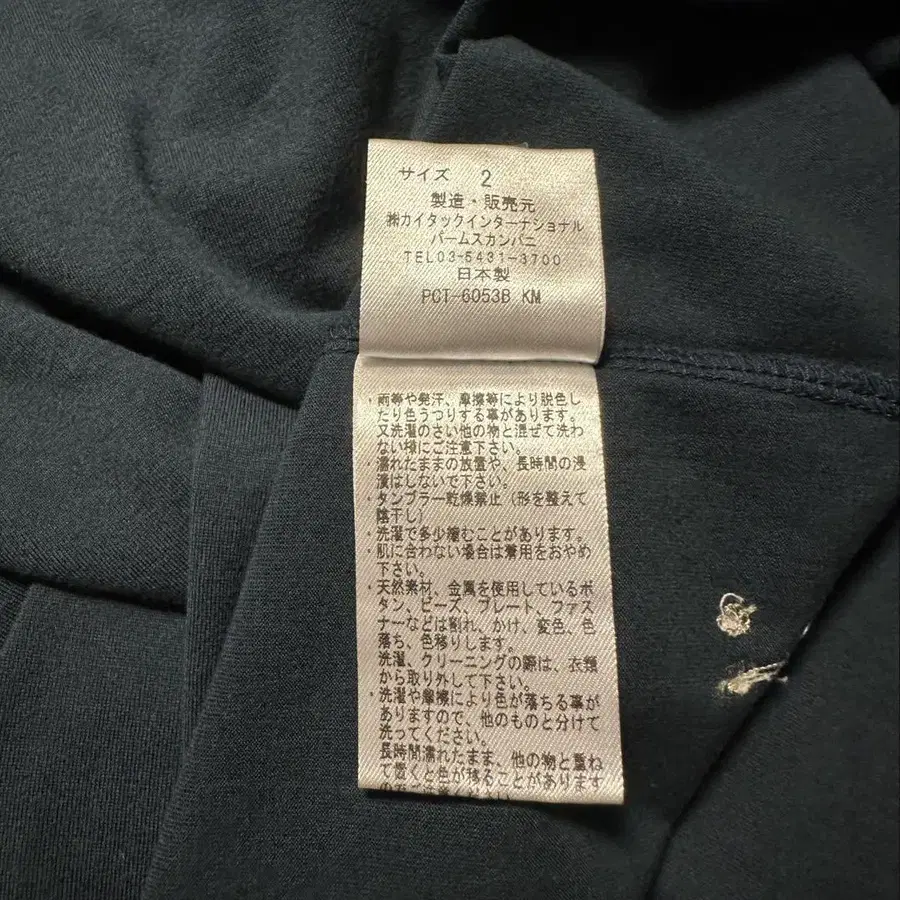 サイズ 2
製造・販売元
㈱カイタックインターナショナル
パームスカンパニ
TEL03-5431-3700
日本製
PCT-6053B KM
・雨等や発汗、摩擦等により脱色し
たり色うつりする事があります。
又洗濯のさい他の物と混ぜて洗わ
ない様にご注意下さい。
・濡れたままの放置や、長時間の浸
漬はしないで下さい。
・タンブラー乾燥禁止（形を整えて
陰干し）
・洗濯で多少縮むことがあります。
・肌に合わない場合は着用をおやめ
下さい。
・天然素材、金属を使用しているボ
タン、ビーズ、プレート、ファス
ナーなどは割れ、かけ、変色、色
落ち、色移りします。
洗濯、クリーニングの際は、衣類
から取り外して下さい。
・洗濯や摩擦により色が落ちる事が
ありますので、他のものと分けて
洗ってください。
長時間濡れたまま、他の物と重ね
て置くと色が移ることがあります